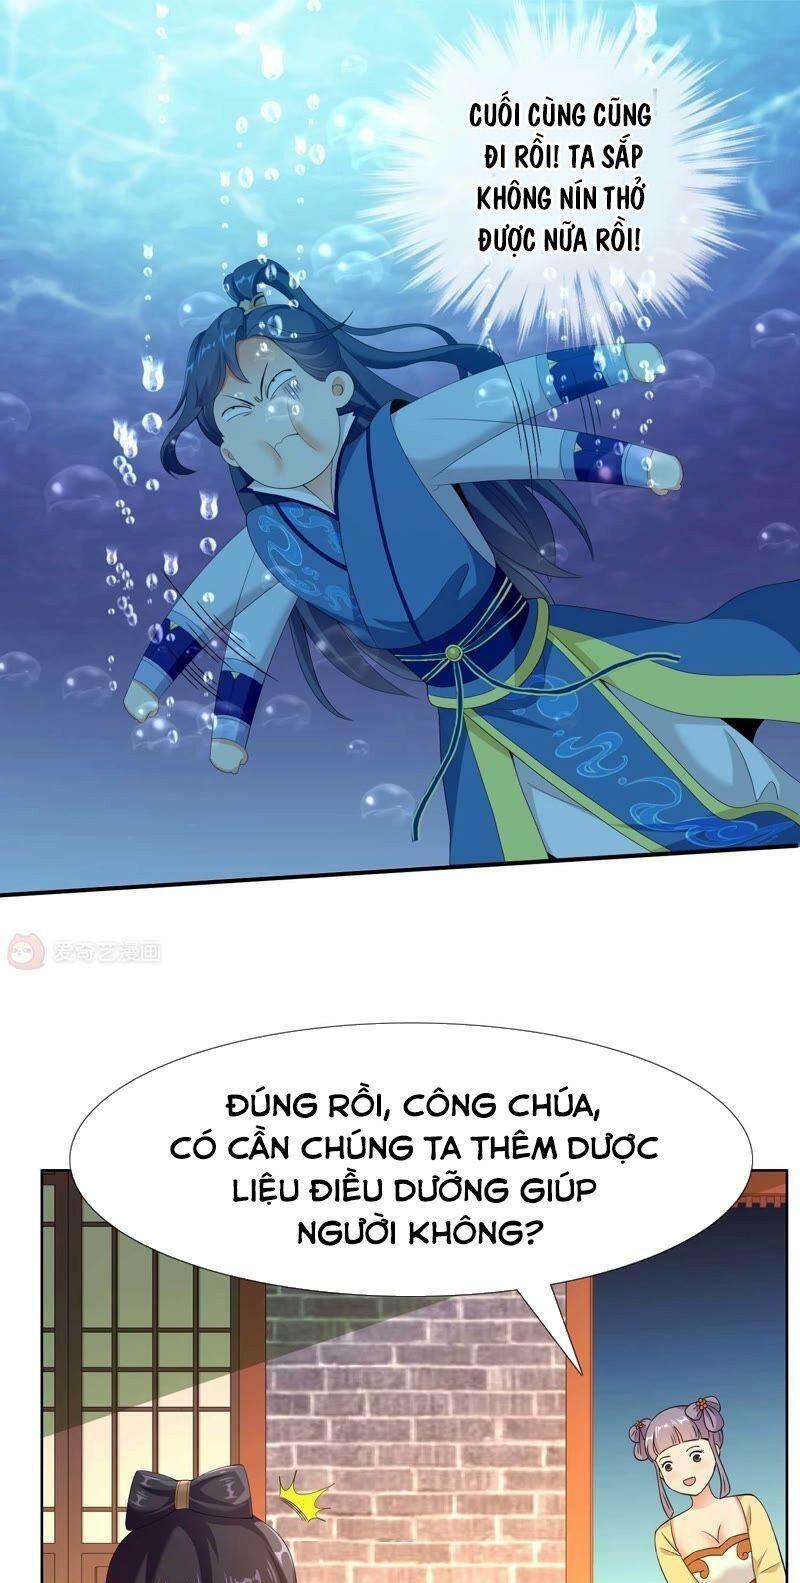 CUỐI CÙNG CŨNG
ĐI RỒI! TA SẮP
KHÔNG NÍN THỞ
ĐƯỢC NỮA RỒI!
爱奇艺漫画
ĐÚNG RỒI, CÔNG CHÚA,
CÓ CẦN CHÚNG TA THÊM DƯỢC
LIỆU ĐIỀU DƯỠNG GIÚP
NGƯỜI KHÔNG?